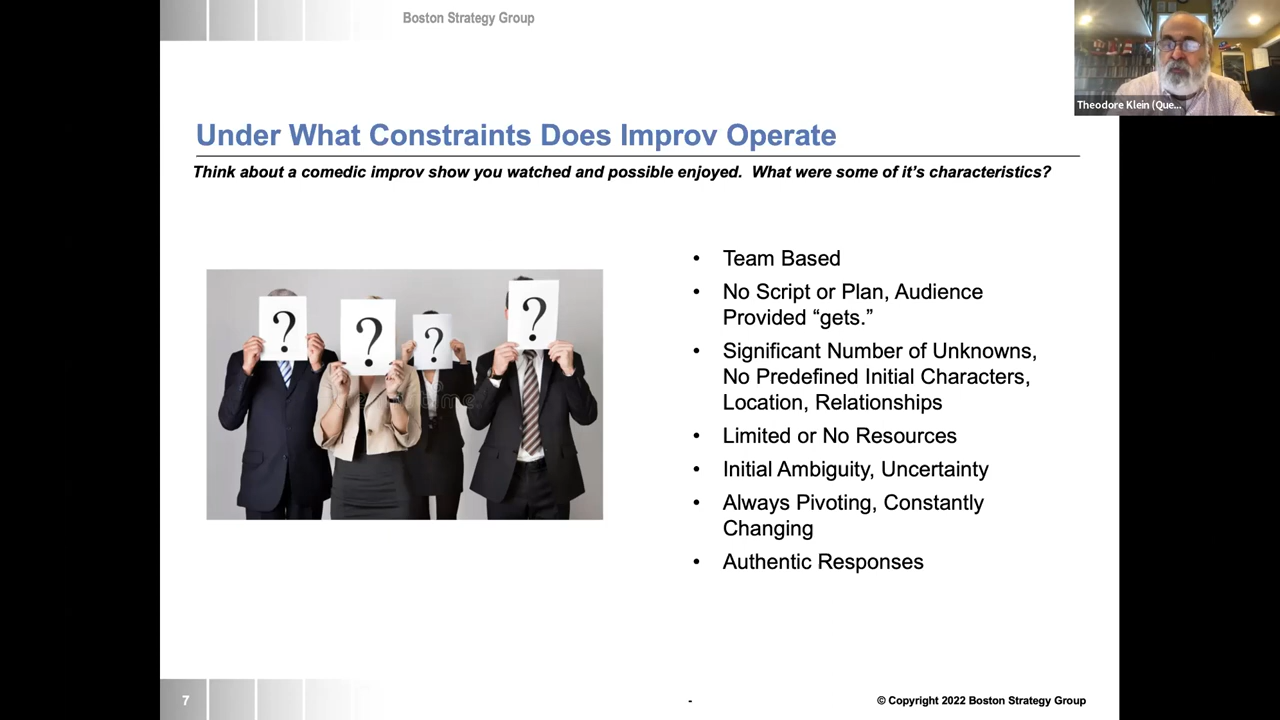 Boston Strategy Group
Theodore Klein (Que...
Under What Constraints Does Improv Operate
Think about a comedic improv show you watched and possible enjoyed. What were some of it's characteristics?
? ? ? ?
• Team Based
• No Script or Plan, Audience
Provided “gets.”
• Significant Number of Unknowns,
No Predefined Initial Characters,
Location, Relationships
• Limited or No Resources
• Initial Ambiguity, Uncertainty
• Always Pivoting, Constantly
Changing
• Authentic Responses
7
-
© Copyright 2022 Boston Strategy Group